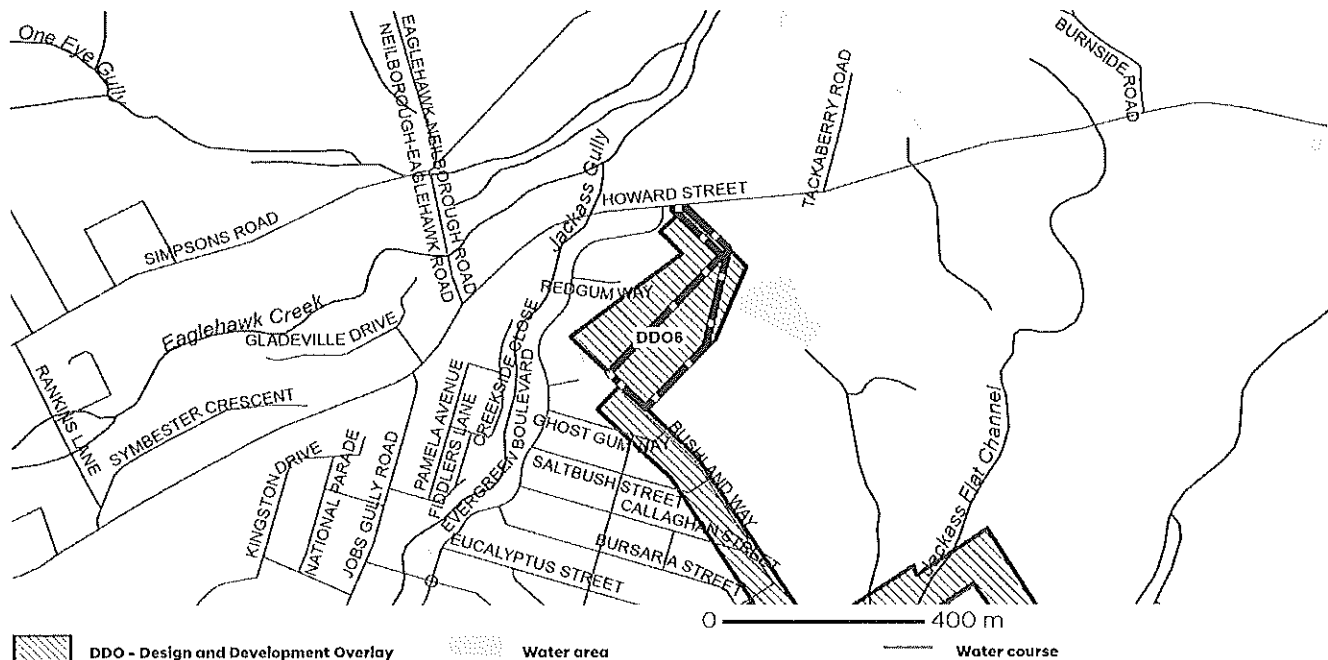 One Eye Gully
EAGLEHAWK-NEILBOROUGH ROAD
NEILBOROUGH-EAGLEHAWK ROAD
BURNSIDE ROAD
TACKABERRY ROAD
Jackass Gully
HOWARD STREET
SIMPSONS ROAD
REDGUM WAY
Eaglehawk Creek
GLADEVILLE DRIVE
DDO6
RANKINS LANE
SYMBESTER CRESCENT
PAMELA AVENUE
FIDDLERS LANE
CREEKSIDE CLOSE
EVERGREEN BOULEVARD
GHOST GUM WAY
BUSHLAND WAY
SALTBUSH STREET
CALLAGHAN STREET
Jackass Flat Channel
KINGSTON DRIVE
NATIONAL PARADE
JOBS GULLY ROAD
EUCALYPTUS STREET
BURSARIA STREET
0 400 m
DDO - Design and Development Overlay
Water area
Water course